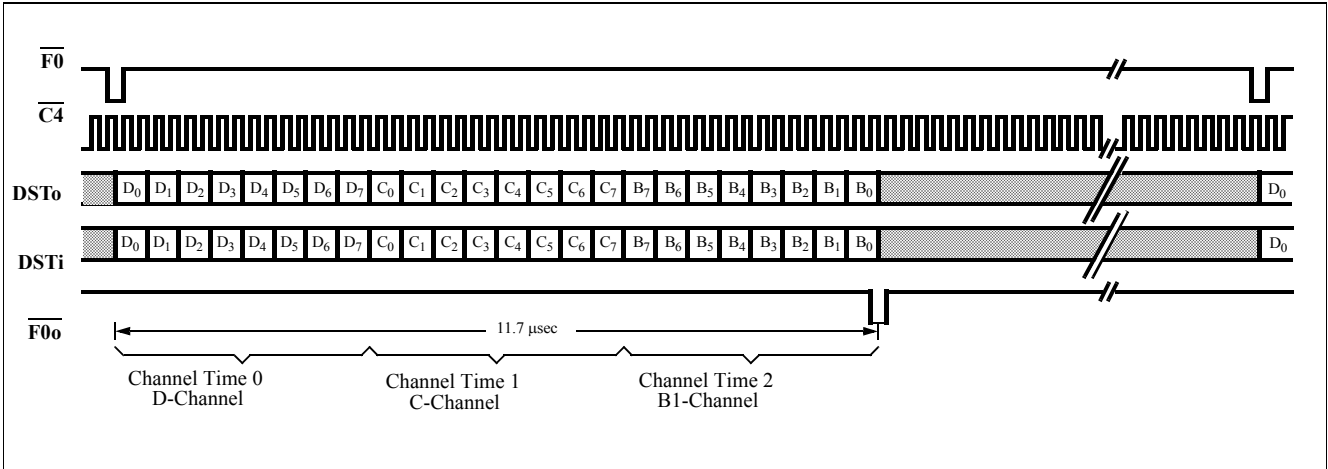 F0
C4
DSTo D0 D1 D2 D3 D4 D5 D6 D7 C0 C1 C2 C3 C4 C5 C6 C7 B7 B6 B5 B4 B3 B2 B1 B0 D0
DSTi D0 D1 D2 D3 D4 D5 D6 D7 C0 C1 C2 C3 C4 C5 C6 C7 B7 B6 B5 B4 B3 B2 B1 B0 D0
F0o
11.7 μsec
Channel Time 0
D-Channel
Channel Time 1
C-Channel
Channel Time 2
B1-Channel